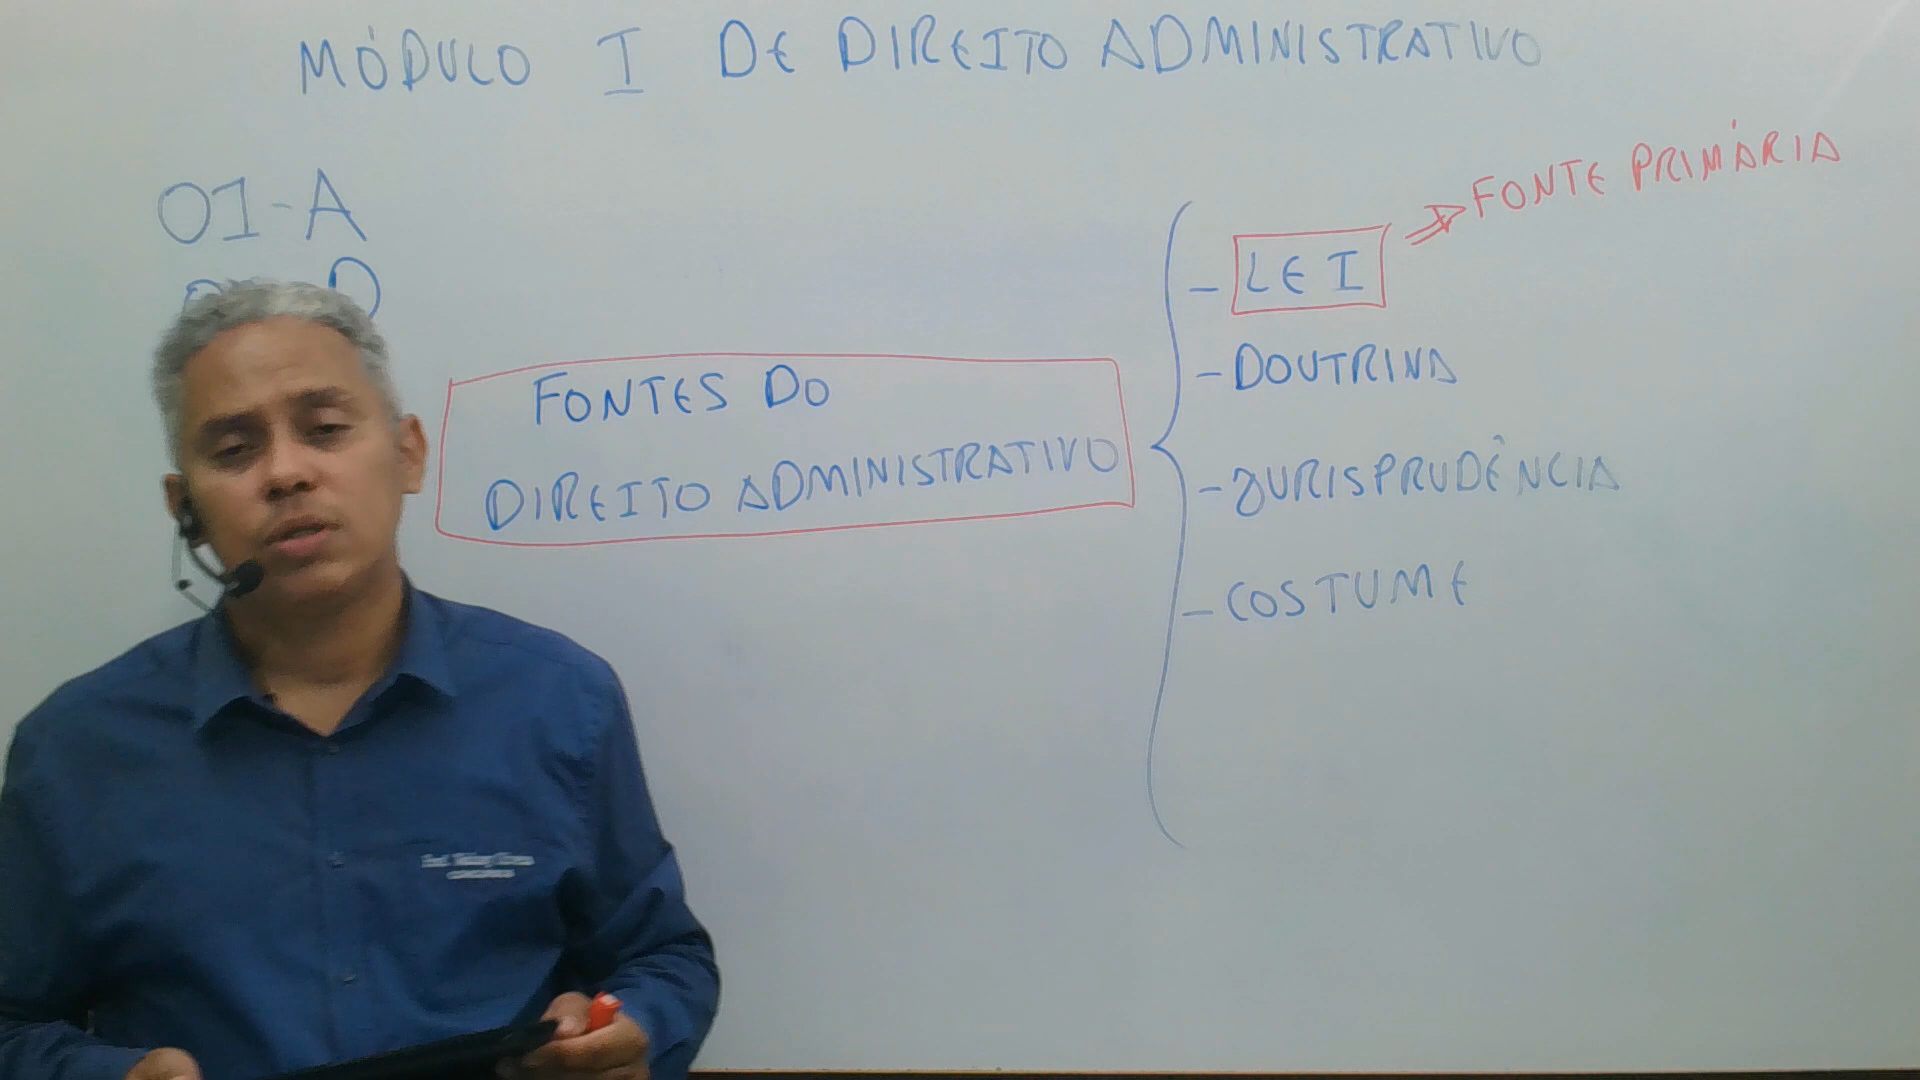 MÓDULO I DE DIREITO ADMINISTRATIVO
01-A
FONTES DO
DIREITO ADMINISTRATIVO
- LEI => FONTE PRIMÁRIA
- DOUTRINA
- JURISPRUDÊNCIA
- COSTUME